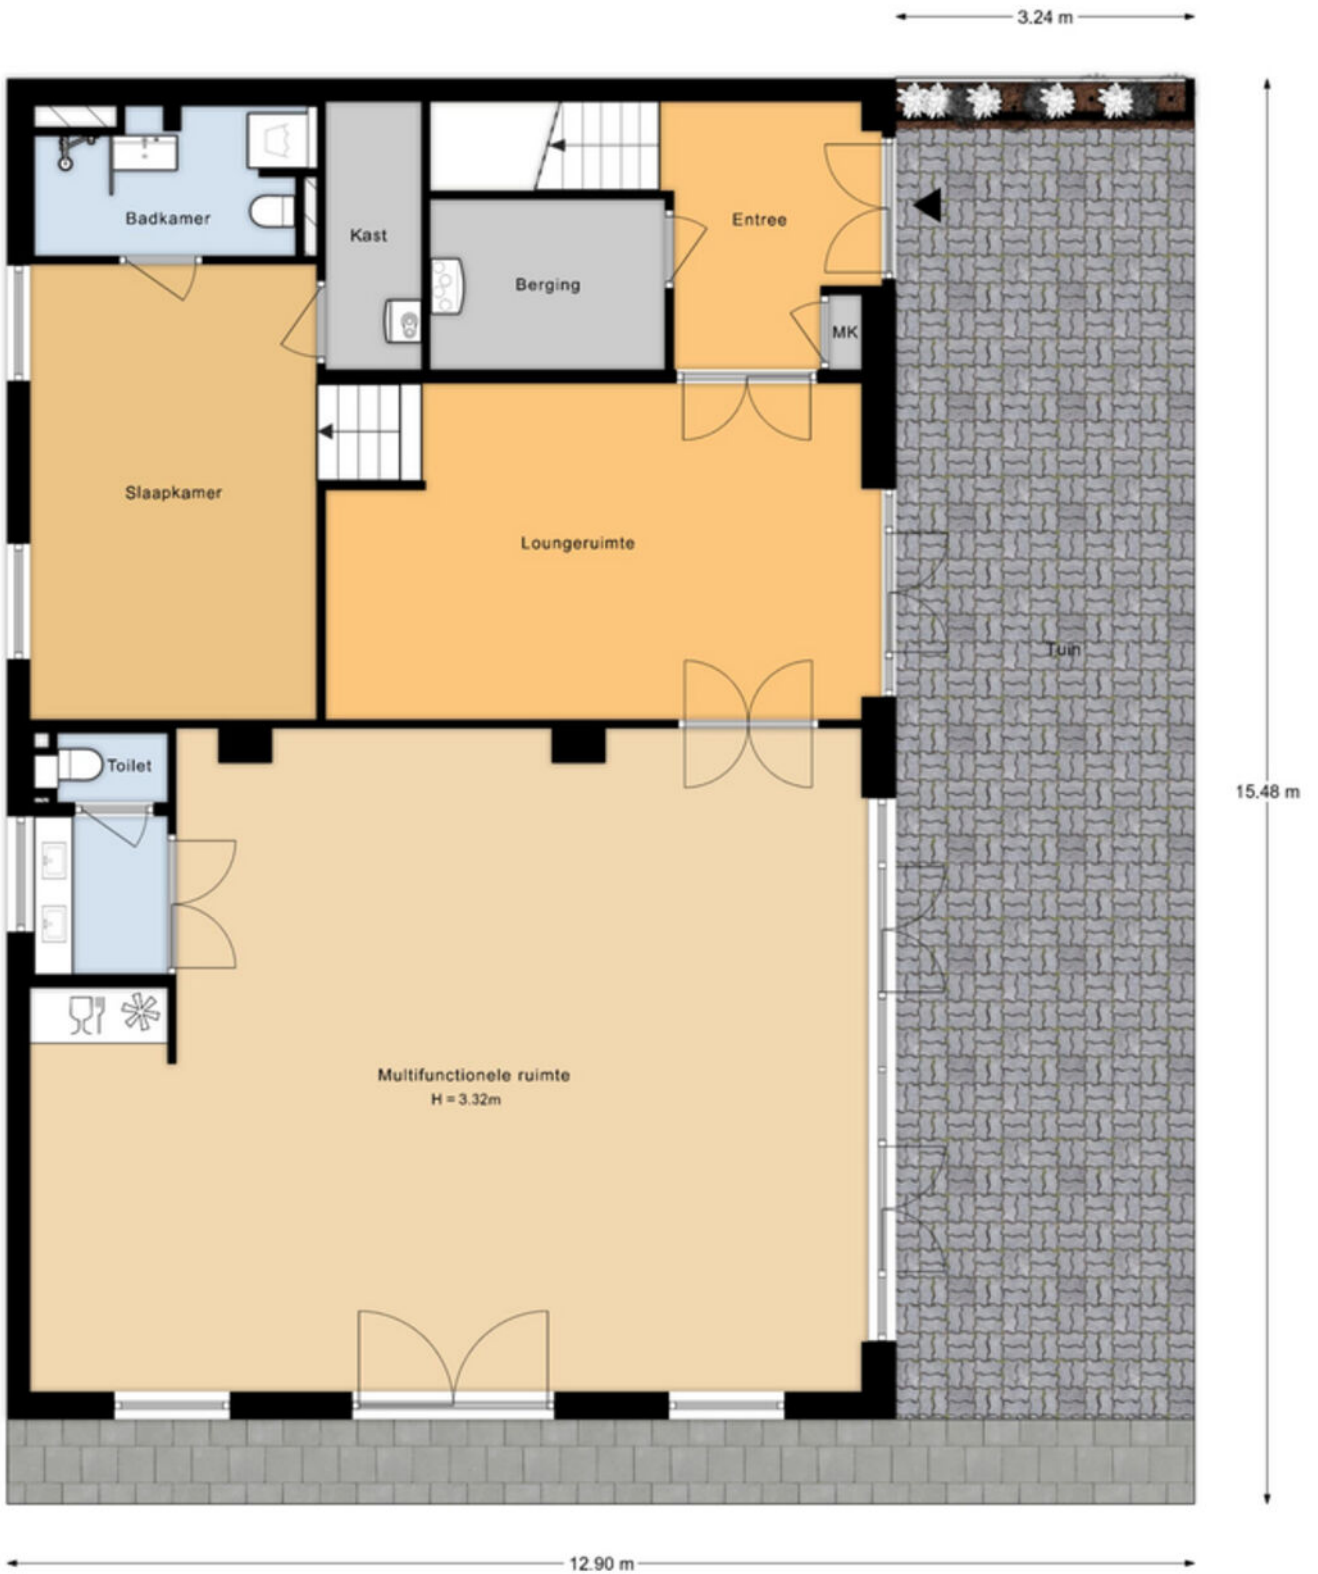 3.24 m
Badkamer
Kast
Entree
Berging
MK
Slaapkamer
Loungeruimte
Tuin
Toilet
15.48 m
Multifunctionele ruimte
H = 3.32m
12.90 m